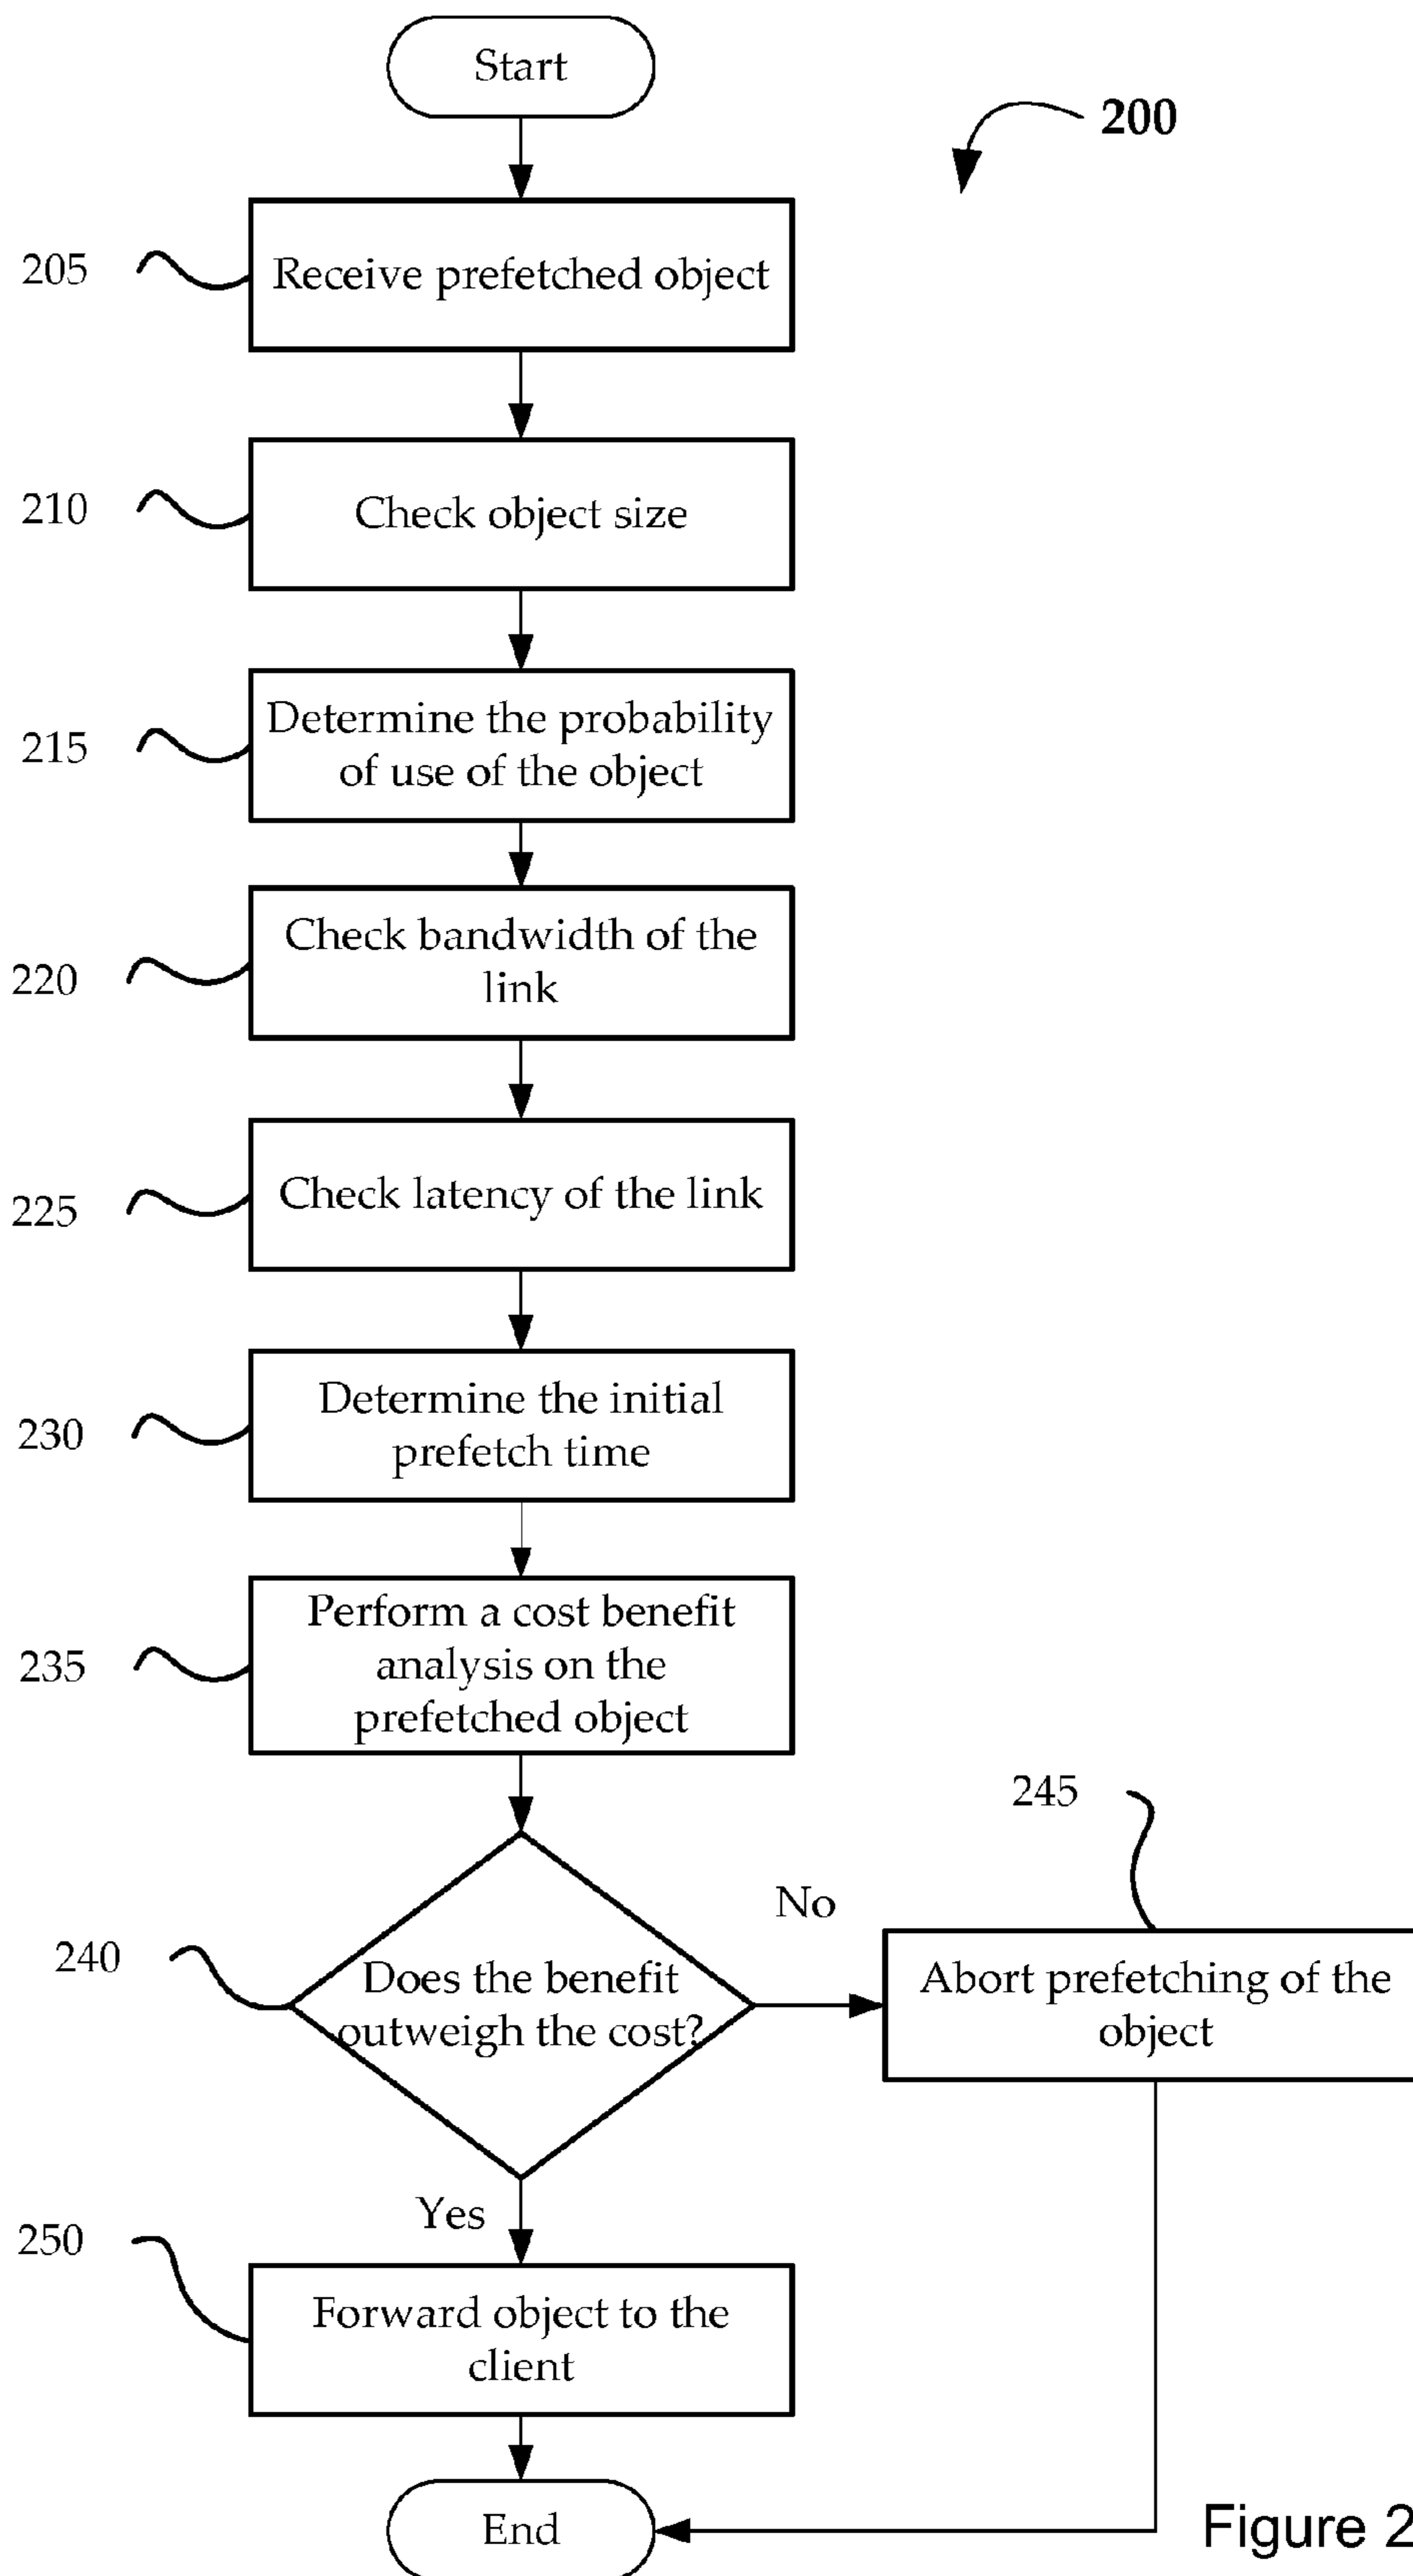 Start
200
205
Receive prefetched object
210
Check object size
215
Determine the probability
of use of the object
220
Check bandwidth of the
link
225
Check latency of the link
230
Determine the initial
prefetch time
235
Perform a cost benefit
analysis on the
prefetched object
245
No
240
Does the benefit
outweigh the cost?
Abort prefetching of the
object
Yes
250
Forward object to the
client
End
Figure 2